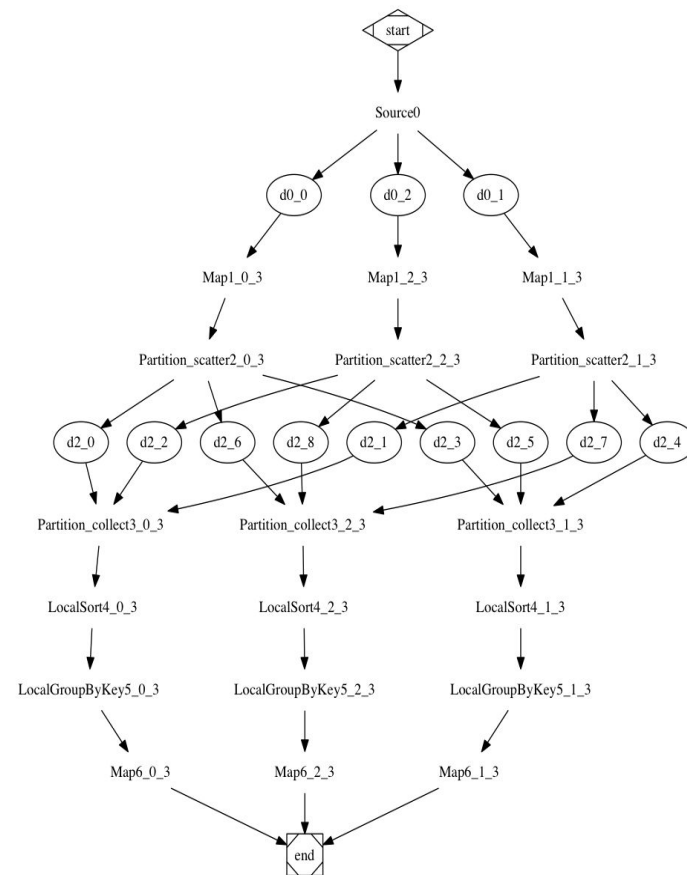 start
Source0
d0_0 d0_2 d0_1
Map1_0_3 Map1_2_3 Map1_1_3
Partition_scatter2_0_3 Partition_scatter2_2_3 Partition_scatter2_1_3
d2_0 d2_2 d2_6 d2_8 d2_1 d2_3 d2_5 d2_7 d2_4
Partition_collect3_0_3 Partition_collect3_2_3 Partition_collect3_1_3
LocalSort4_0_3 LocalSort4_2_3 LocalSort4_1_3
LocalGroupByKey5_0_3 LocalGroupByKey5_2_3 LocalGroupByKey5_1_3
Map6_0_3 Map6_2_3 Map6_1_3
end